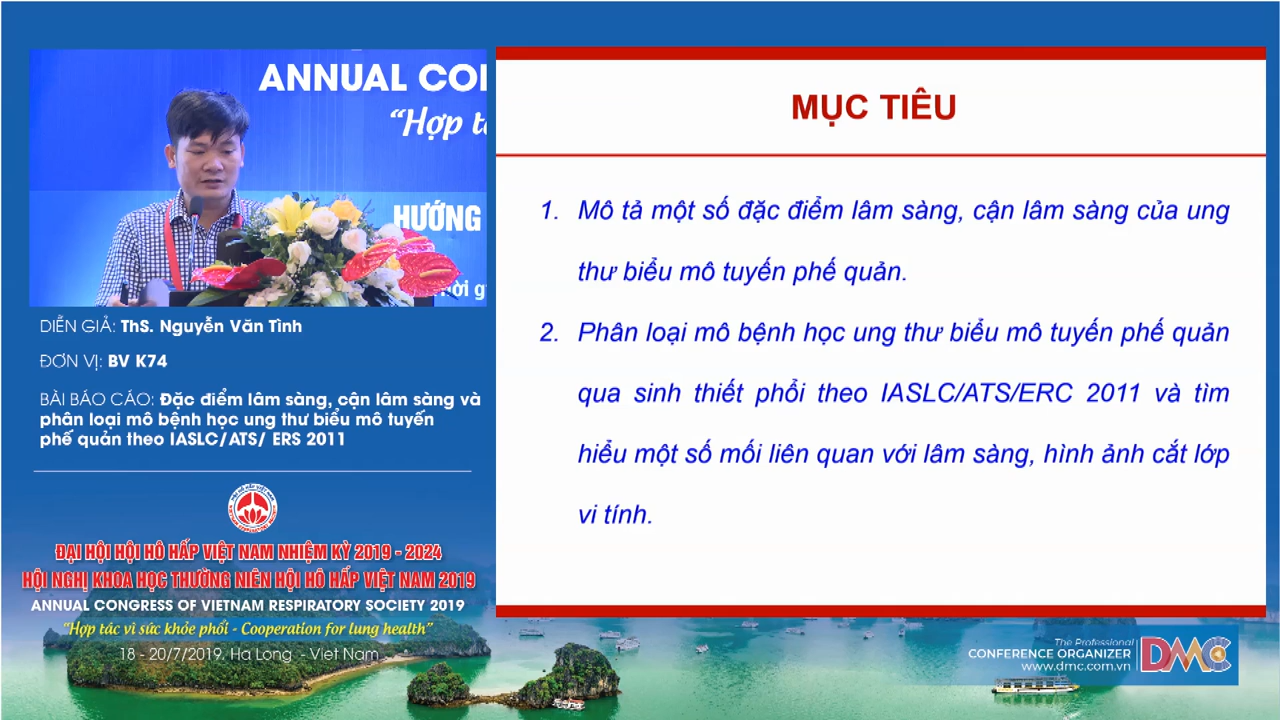 ANNUAL CO
“Hợp t
HƯỚNG
DIỄN GIẢ: ThS. Nguyễn Văn Tình
ĐƠN VỊ: BV K74
BÀI BÁO CÁO: Đặc điểm lâm sàng, cận lâm sàng và
phân loại mô bệnh học ung thư biểu mô tuyến
phế quản theo IASLC/ATS/ ERS 2011
ĐẠI HỘI HỘI HÔ HẤP VIỆT NAM NHIỆM KỲ 2019 - 2024
HỘI NGHỊ KHOA HỌC THƯỜNG NIÊN HỘI HÔ HẤP VIỆT NAM 2019
ANNUAL CONGRESS OF VIETNAM RESPIRATORY SOCIETY 2019
“Hợp tác vì sức khỏe phổi - Cooperation for lung health”
18 - 20/7/2019. Ha Long - Viet Nam
MỤC TIÊU
1. Mô tả một số đặc điểm lâm sàng, cận lâm sàng của ung
thư biểu mô tuyến phế quản.
2. Phân loại mô bệnh học ung thư biểu mô tuyến phế quản
qua sinh thiết phổi theo IASLC/ATS/ERC 2011 và tìm
hiểu một số mối liên quan với lâm sàng, hình ảnh cắt lớp
vi tính.
The Professional
CONFERENCE ORGANIZER
www.dmc.com.vn
DMC